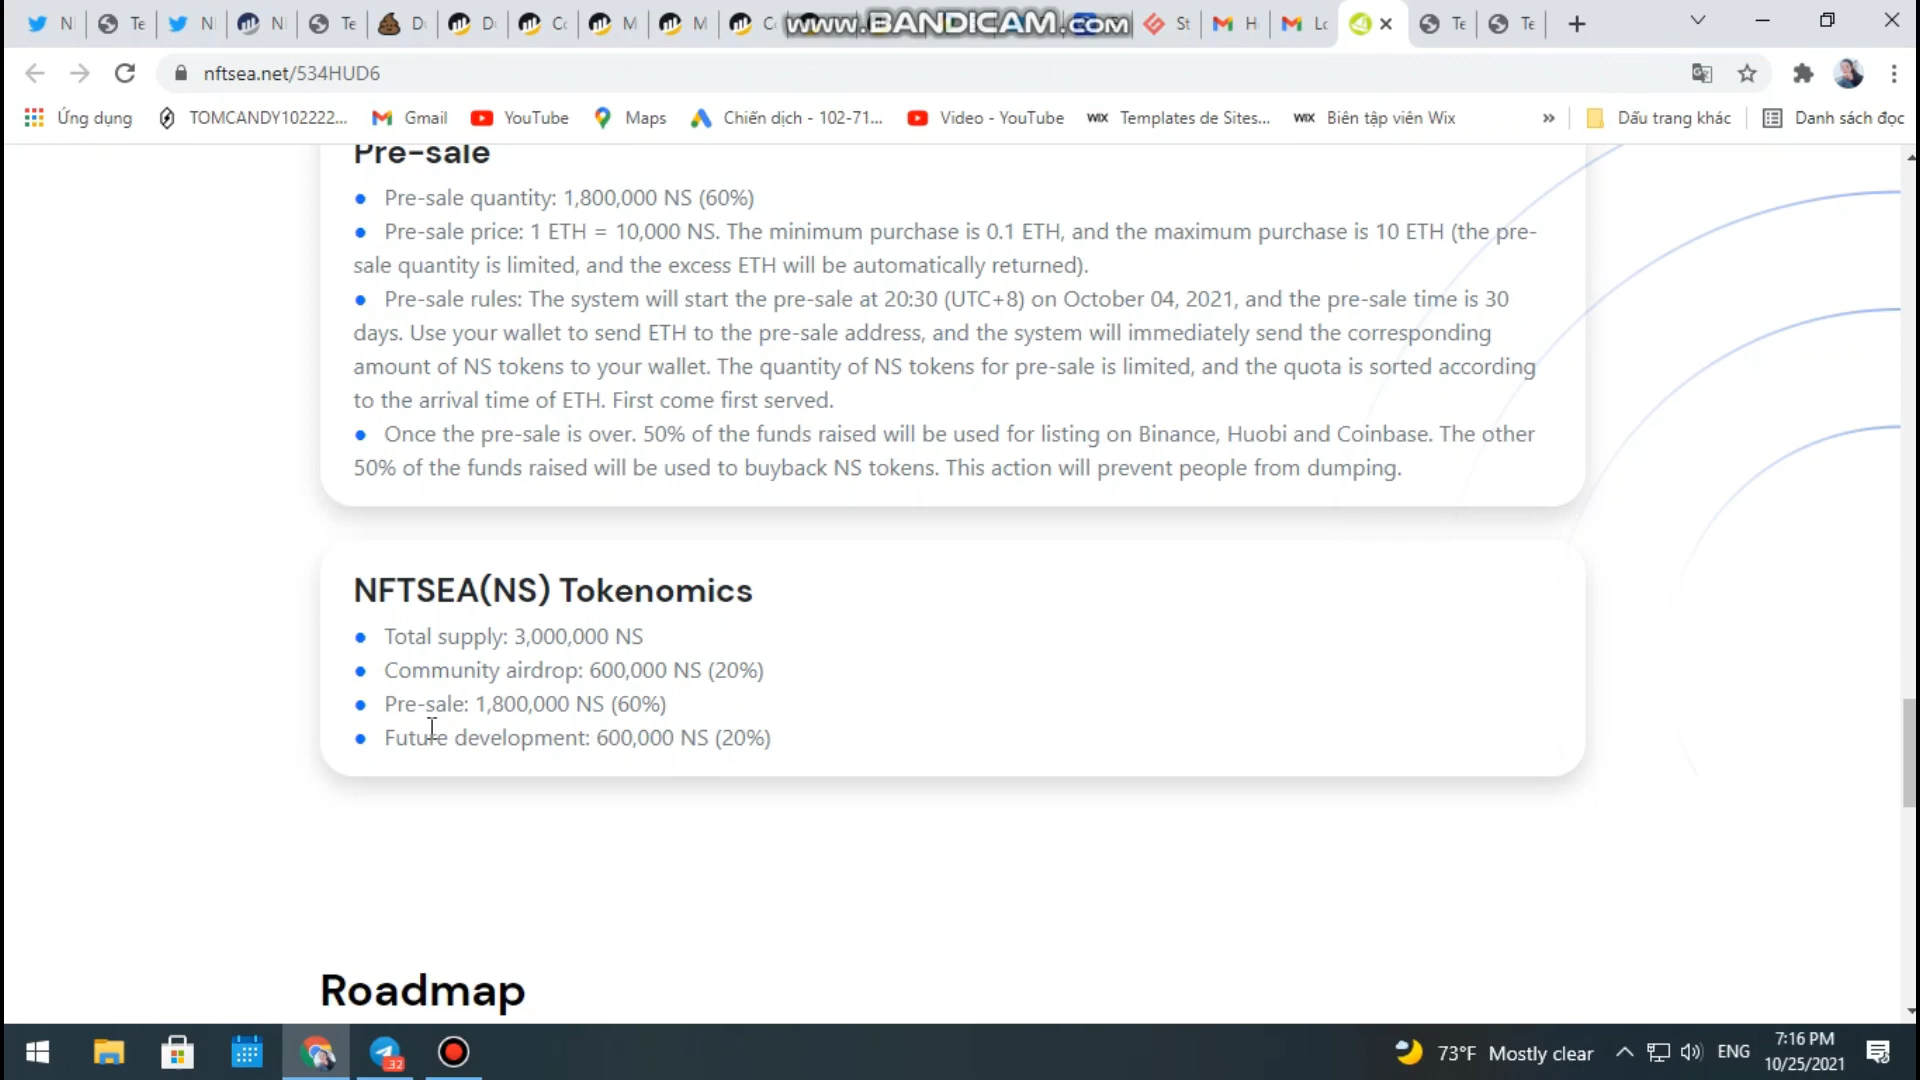 N Te N N Te D D C M M C www.BANDICAM.com St H Lo Te Te
nftsea.net/534HUD6
Ứng dụng TOMCANDY102222... Gmail YouTube Maps Chiến dịch - 102-71... Video - YouTube WIX Templates de Sites... WIX Biên tập viên Wix » Dấu trang khác Danh sách đọc
Pre-sale
Pre-sale quantity: 1,800,000 NS (60%)
Pre-sale price: 1 ETH = 10,000 NS. The minimum purchase is 0.1 ETH, and the maximum purchase is 10 ETH (the pre-
sale quantity is limited, and the excess ETH will be automatically returned).
Pre-sale rules: The system will start the pre-sale at 20:30 (UTC+8) on October 04, 2021, and the pre-sale time is 30
days. Use your wallet to send ETH to the pre-sale address, and the system will immediately send the corresponding
amount of NS tokens to your wallet. The quantity of NS tokens for pre-sale is limited, and the quota is sorted according
to the arrival time of ETH. First come first served.
Once the pre-sale is over. 50% of the funds raised will be used for listing on Binance, Huobi and Coinbase. The other
50% of the funds raised will be used to buyback NS tokens. This action will prevent people from dumping.
NFTSEA(NS) Tokenomics
Total supply: 3,000,000 NS
Community airdrop: 600,000 NS (20%)
Pre-sale: 1,800,000 NS (60%)
Future development: 600,000 NS (20%)
Roadmap
32
73°F Mostly clear ENG
7:16 PM
10/25/2021